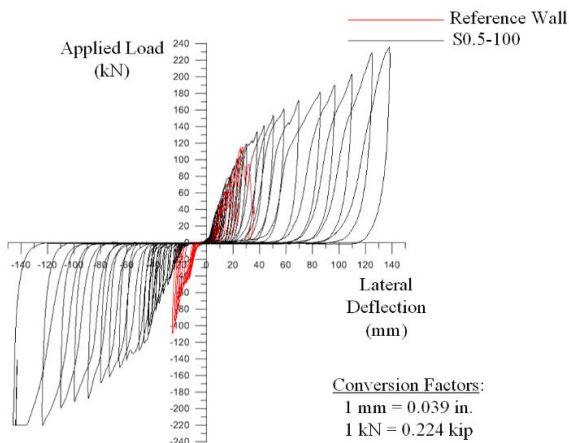 Reference Wall
S0.5-100
Applied Load
(kN)
240
220
200
180
160
140
120
100
80
60
40
20
0
-140 -120 -100 -80 -60 -40 -20 0 20 40 60 80 100 120 140
-20
-40
-60
-80
-100
-120
-140
-160
-180
-200
-220
-240
Lateral
Deflection
(mm)
Conversion Factors:
1 mm = 0.039 in.
1 kN = 0.224 kip